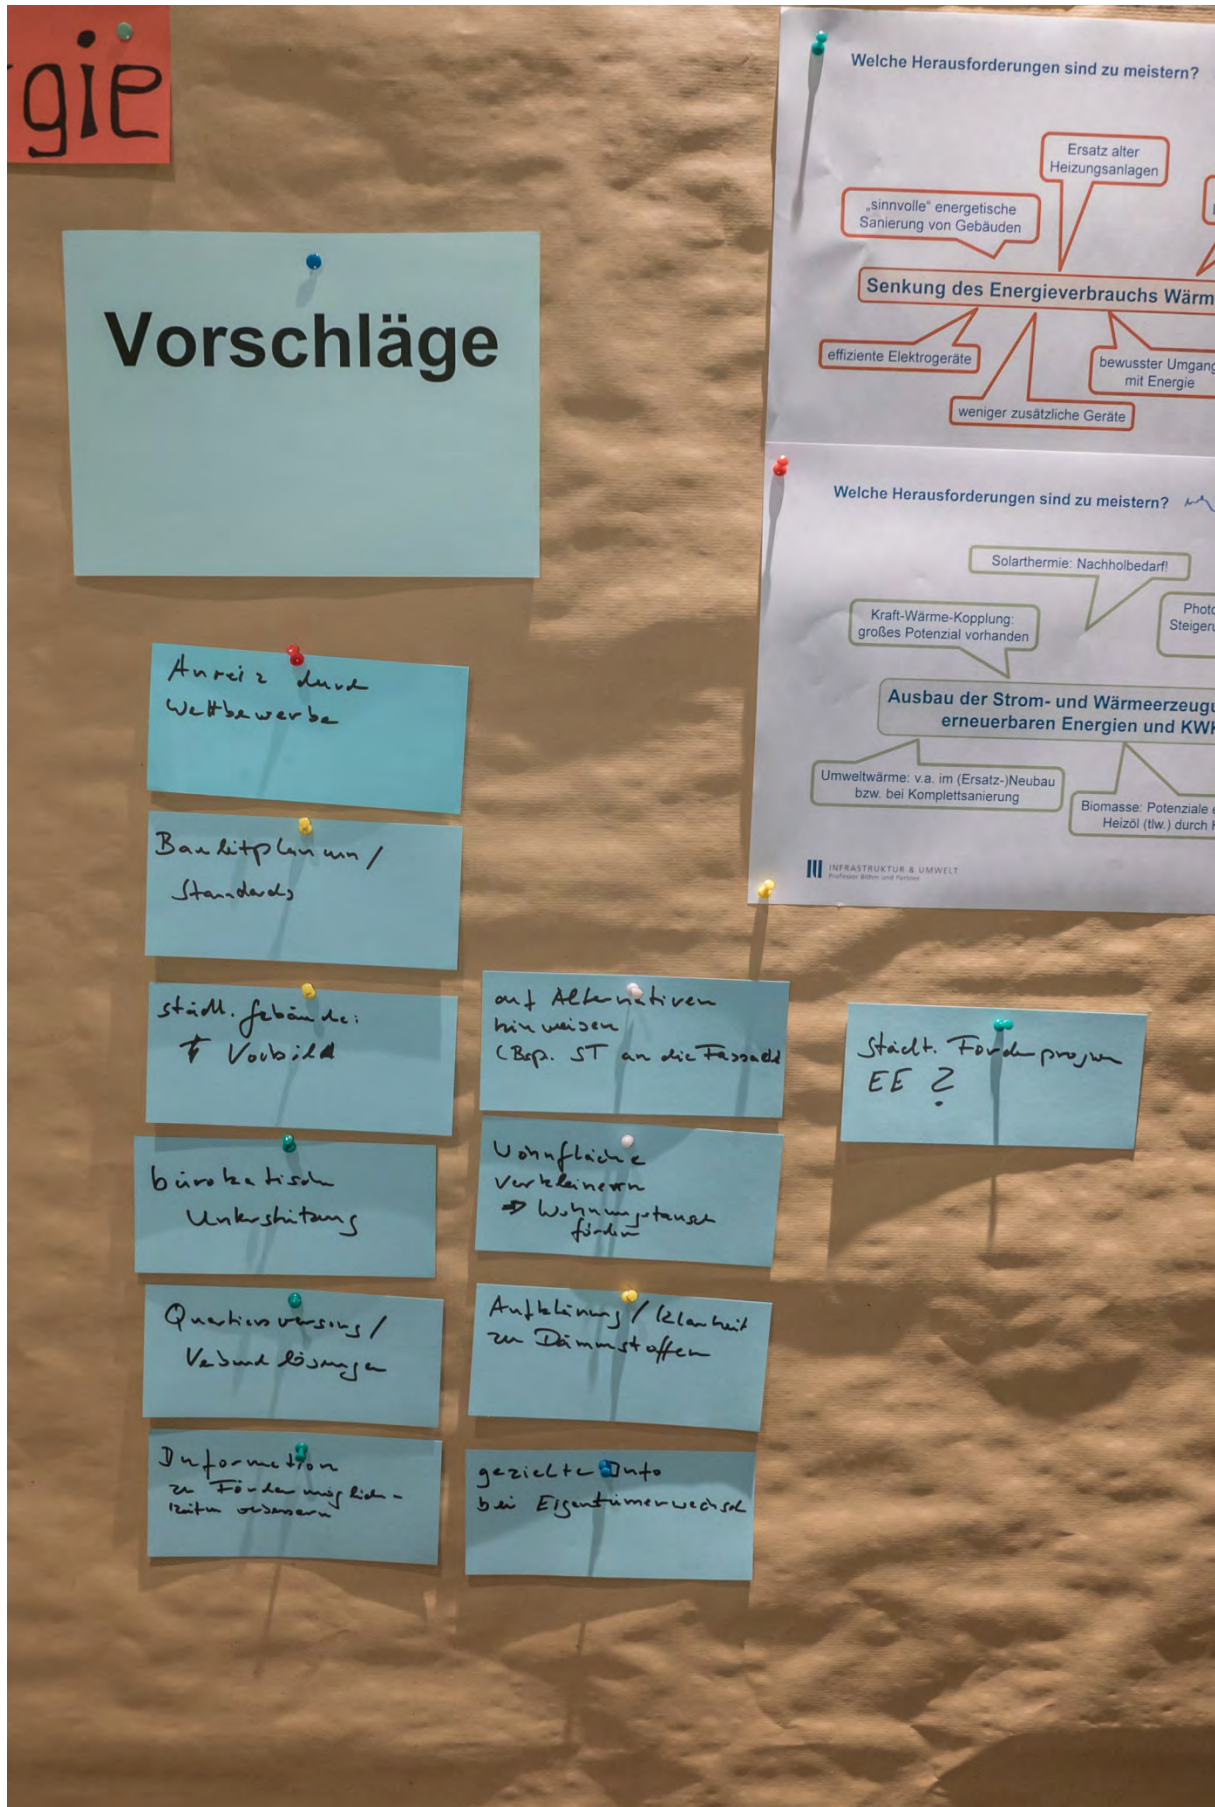 gie
Vorschläge
Anreiz durch
Wettbewerbe
Bauleitplanung /
Standards
städt. Gebäude:
Vorbild
bürokratische
Unterstützung
Quartiersversorg /
Verbundlösungen
Information
zu Fördermöglich-
keiten verbessern
auf Alternativen
hinweisen
(Bsp. ST an die Fassade
Wohnfläche
verkleinern
⇒ Wohnungstausch
fördern
Aufklärung / Klarheit
zu Dämmstoffen
gezielte Info
bei Eigentümerwechsel
städt. Förderprogramm
EE ?
Welche Herausforderungen sind zu meistern?
Ersatz alter
Heizungsanlagen
„sinnvolle“ energetische
Sanierung von Gebäuden
Senkung des Energieverbrauchs Wärm
effiziente Elektrogeräte
bewusster Umgang
mit Energie
weniger zusätzliche Geräte
Welche Herausforderungen sind zu meistern?
Solarthermie: Nachholbedarf!
Kraft-Wärme-Kopplung:
großes Potenzial vorhanden
Photo
Steigeru
Ausbau der Strom- und Wärmeerzeugu
erneuerbaren Energien und KWK
Umweltwärme: v.a. im (Ersatz-)Neubau
bzw. bei Komplettsanierung
Biomasse: Potenziale e
Heizöl (tlw.) durch H
INFRASTRUKTUR & UMWELT
Professor Böhm und Partner